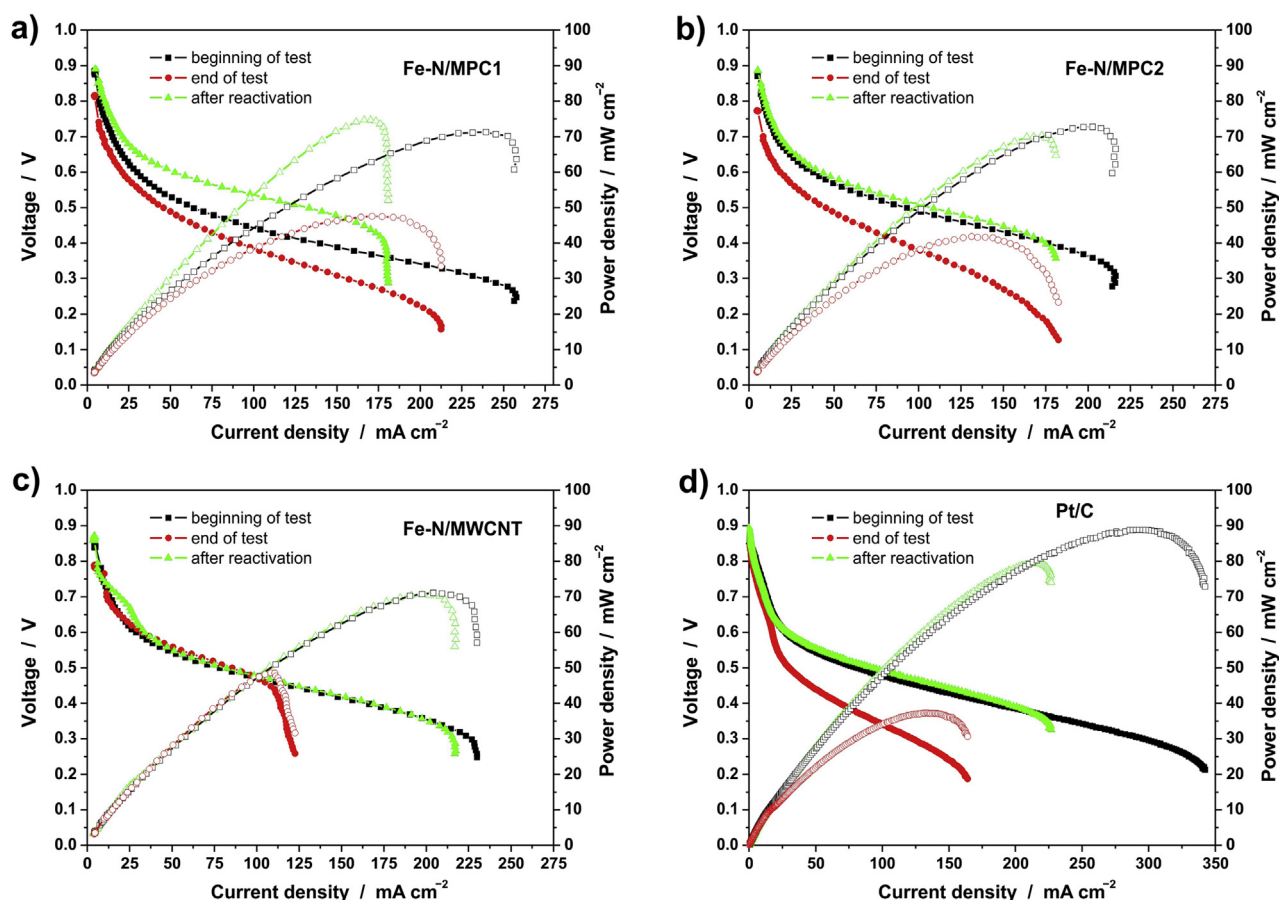 a)
Fe-N/MPC1
beginning of test
end of test
after reactivation
Voltage / V
1.0
0.9
0.8
0.7
0.6
0.5
0.4
0.3
0.2
0.1
0.0
100
90
80
70
60
50
40
30
20
10
0
Power density / mW cm⁻²
0 25 50 75 100 125 150 175 200 225 250 275
Current density / mA cm⁻²
b)
Fe-N/MPC2
beginning of test
end of test
after reactivation
Voltage / V
1.0
0.9
0.8
0.7
0.6
0.5
0.4
0.3
0.2
0.1
0.0
100
90
80
70
60
50
40
30
20
10
0
Power density / mW cm⁻²
0 25 50 75 100 125 150 175 200 225 250 275
Current density / mA cm⁻²
c)
Fe-N/MWCNT
beginning of test
end of test
after reactivation
Voltage / V
1.0
0.9
0.8
0.7
0.6
0.5
0.4
0.3
0.2
0.1
0.0
100
90
80
70
60
50
40
30
20
10
0
Power density / mW cm⁻²
0 25 50 75 100 125 150 175 200 225 250 275
Current density / mA cm⁻²
d)
Pt/C
beginning of test
end of test
after reactivation
Voltage / V
1.0
0.9
0.8
0.7
0.6
0.5
0.4
0.3
0.2
0.1
0.0
100
90
80
70
60
50
40
30
20
10
0
Power density / mW cm⁻²
0 50 100 150 200 250 300 350
Current density / mA cm⁻²